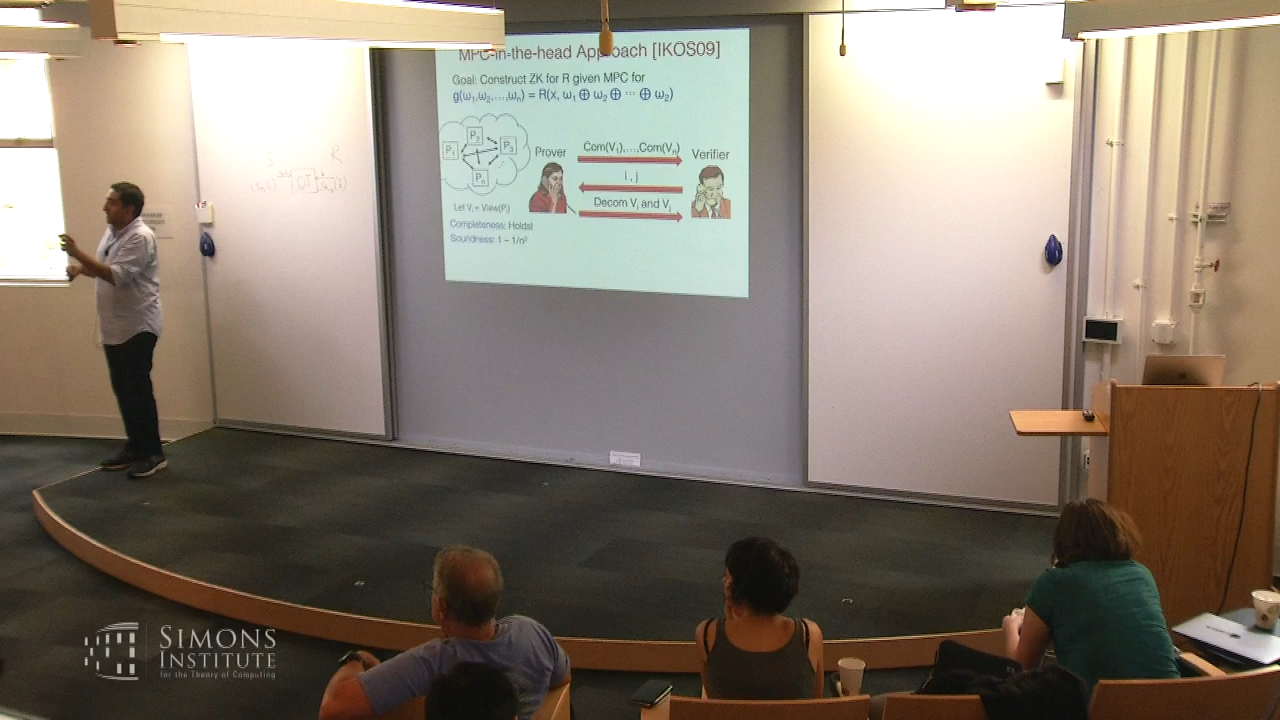 MPC-in-the-head Approach [IKOS09]
Goal: Construct ZK for R given MPC for
g(ω₁,ω₂,…,ωₙ) = R(x, ω₁ ⊕ ω₂ ⊕ ⋯ ⊕ ω₂)
P₂
P₁
P₃
Pₙ
Prover
Com(V₁),…,Com(Vₙ)
Verifier
i , j
Decom Vᵢ and Vⱼ
Let Vᵢ = View(Pᵢ)
Completeness: Holds!
Boundness: 1 – 1/n²
S R
OT
SIMONS
INSTITUTE
for the Theory of Computing